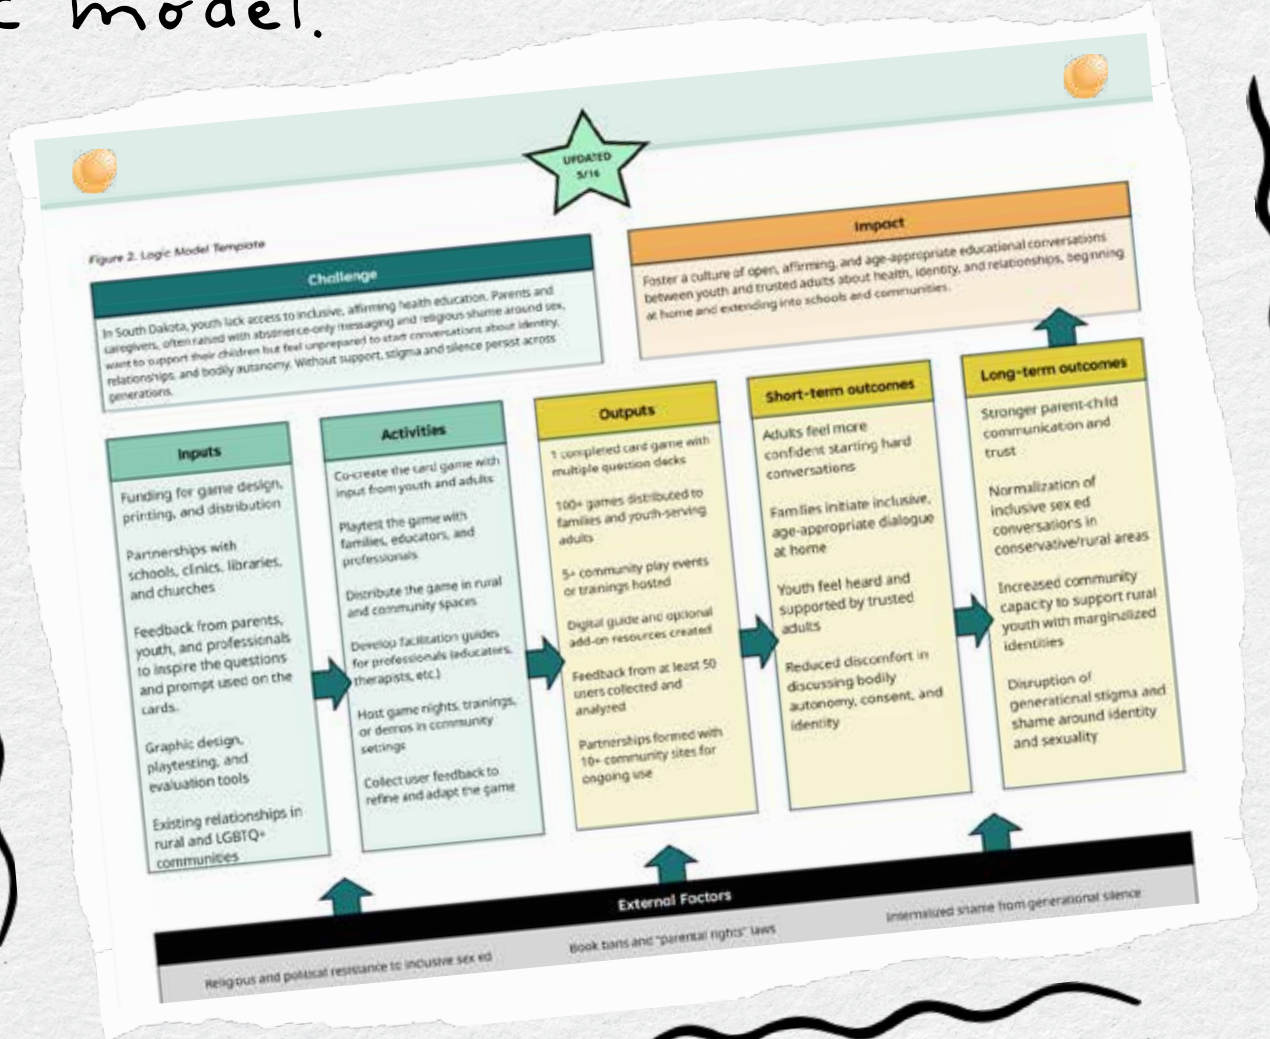 model.
UPDATED
5/16
Figure 2. Logic Model Template
Challenge
In South Dakota, youth lack access to inclusive, affirming health education. Parents and
caregivers, often raised with abstinence-only messaging and religious shame around sex,
want to support their children but feel unprepared to start conversations about identity,
relationships, and bodily autonomy. Without support, stigma and silence persist across
generations.
Impact
Foster a culture of open, affirming, and age-appropriate educational conversations
between youth and trusted adults about health, identity, and relationships, beginning
at home and extending into schools and communities.
Inputs
Funding for game design,
printing, and distribution
Partnerships with
schools, clinics, libraries,
and churches
Feedback from parents,
youth, and professionals
to inspire the questions
and prompt used on the
cards.
Graphic design,
playtesting, and
evaluation tools
Existing relationships in
rural and LGBTQ+
communities
Activities
Co-create the card game with
input from youth and adults
Playtest the game with
families, educators, and
professionals
Distribute the game in rural
and community spaces
Develop facilitation guides
for professionals (educators,
therapists, etc.)
Host game nights, trainings,
or demos in community
settings
Collect user feedback to
refine and adapt the game
Outputs
1 completed card game with
multiple question decks
100+ games distributed to
families and youth-serving
adults
5+ community play events
or trainings hosted
Digital guide and optional
add-on resources created
Feedback from at least 50
users collected and
analyzed
Partnerships formed with
10+ community sites for
ongoing use
Short-term outcomes
Adults feel more
confident starting hard
conversations
Families initiate inclusive,
age-appropriate dialogue
at home
Youth feel heard and
supported by trusted
adults
Reduced discomfort in
discussing bodily
autonomy, consent, and
identity
Long-term outcomes
Stronger parent-child
communication and
trust
Normalization of
inclusive sex ed
conversations in
conservative/rural areas
Increased community
capacity to support rural
youth with marginalized
identities
Disruption of
generational stigma and
shame around identity
and sexuality
External Factors
Religious and political resistance to inclusive sex ed
Book bans and "parental rights" laws
Internalized shame from generational silence